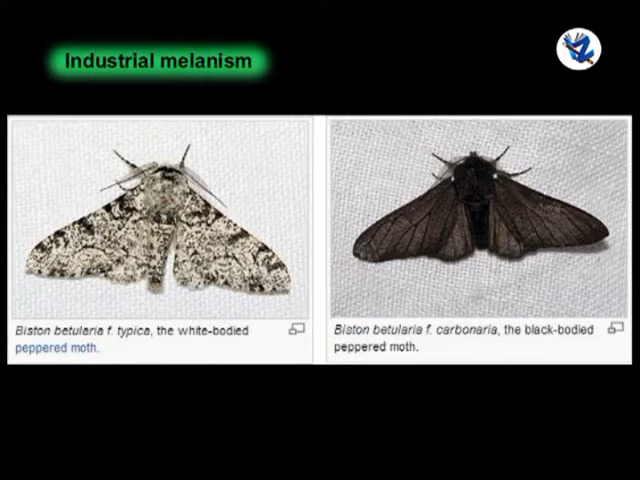 Industrial melanism
Biston betularia f. typica, the white-bodied
peppered moth.
Biston betularia f. carbonaria, the black-bodied
peppered moth.